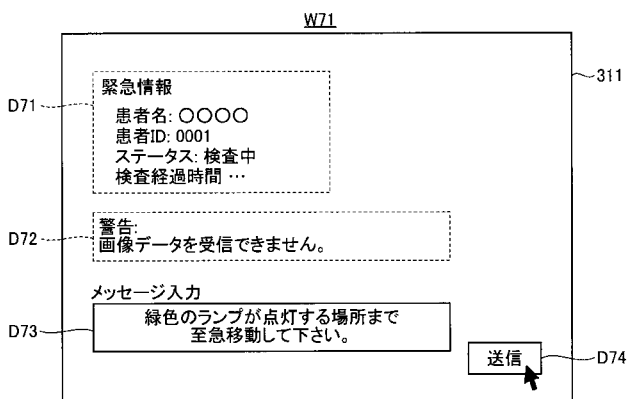 W71
311
D71
緊急情報
患者名: 〇〇〇〇
患者ID: 0001
ステータス: 検査中
検査経過時間 …
D72
警告:
画像データを受信できません。
メッセージ入力
D73
緑色のランプが点灯する場所まで
至急移動して下さい。
送信
D74